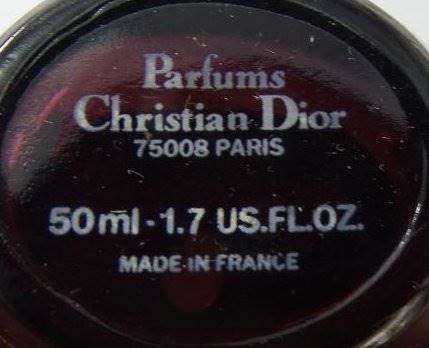 Parfums
Christian Dior
75008 PARIS
50ml-1.7 US.FL.OZ.
MADE-IN FRANCE